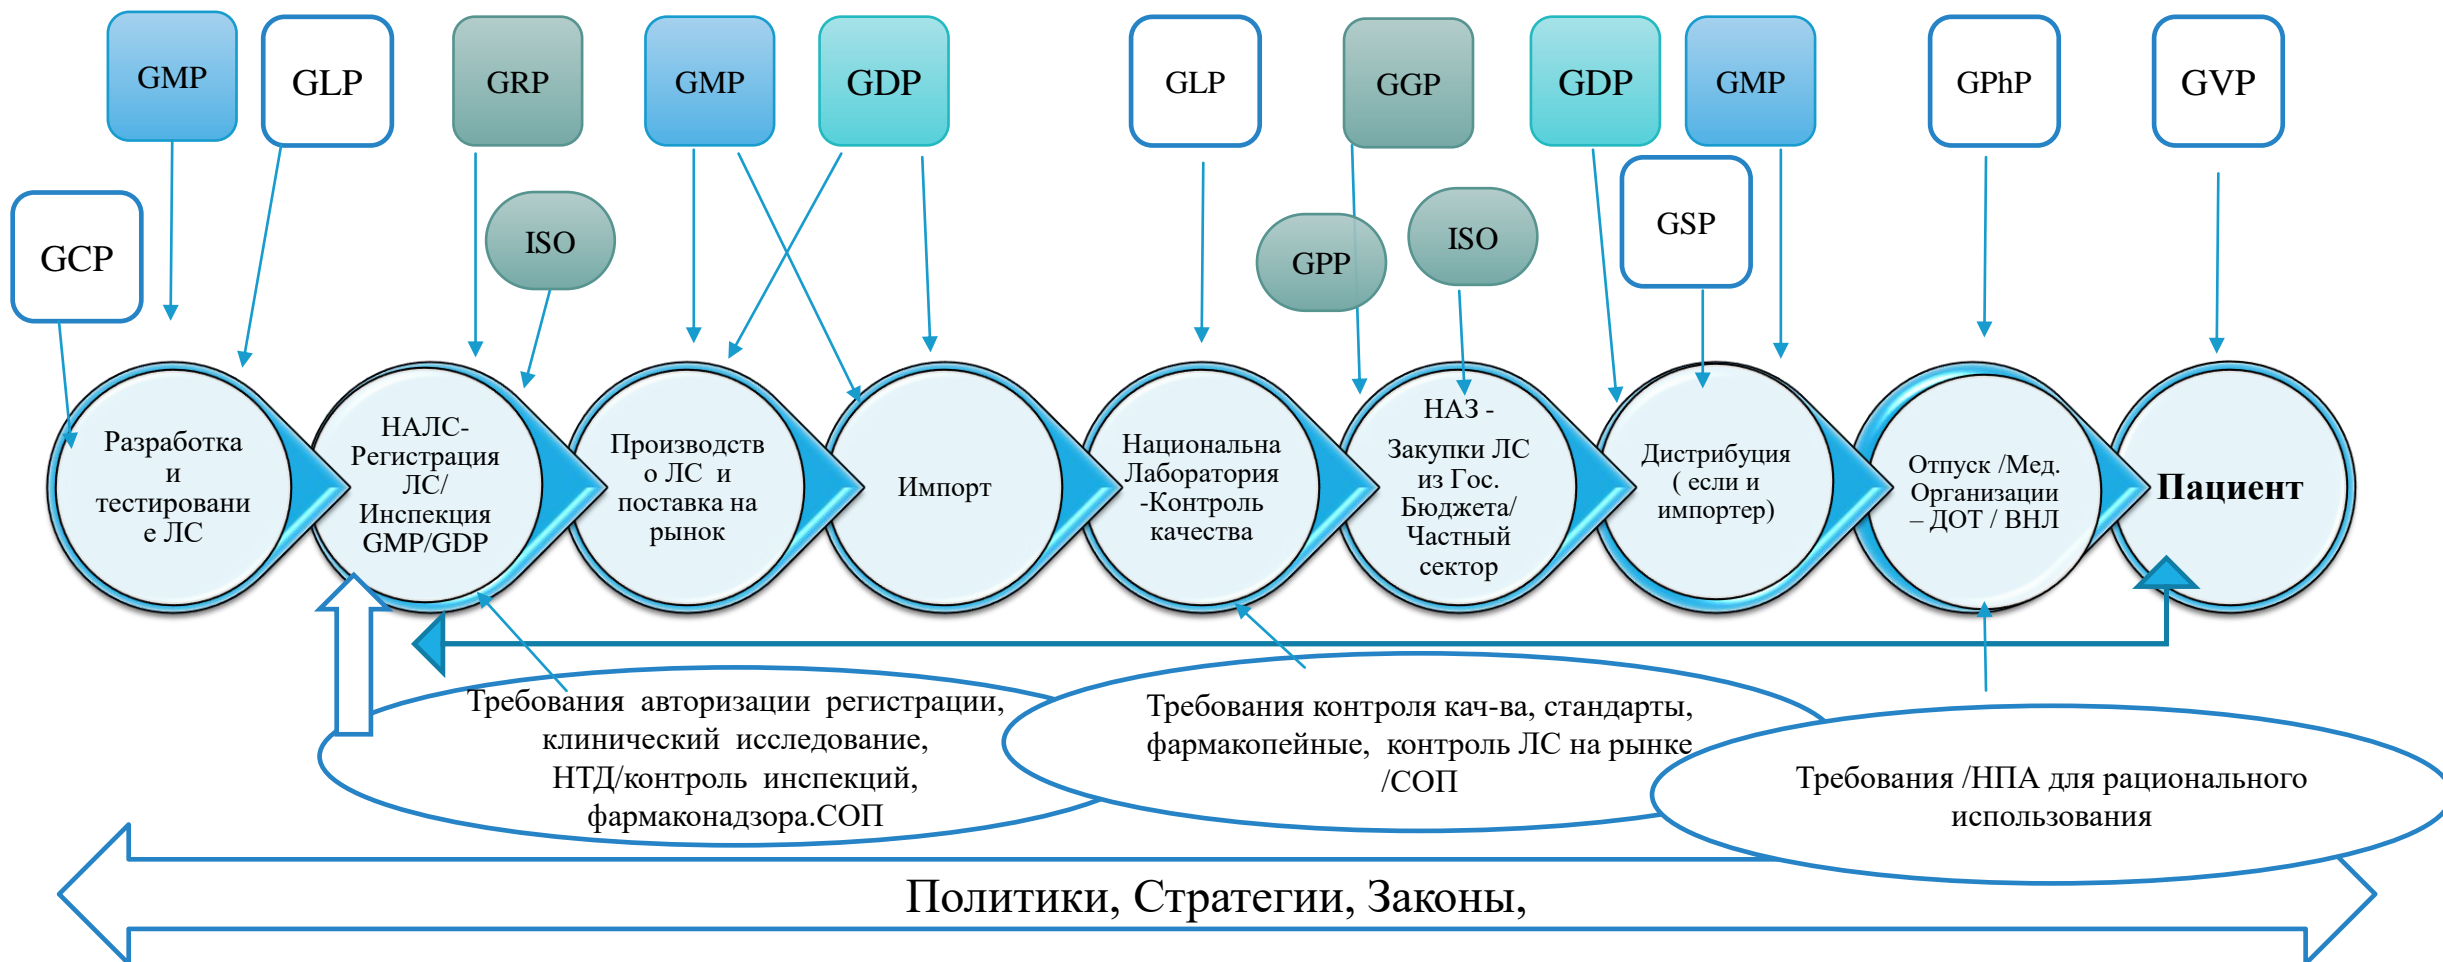 GMP
GLP
GRP
GMP
GDP
GLP
GGP
GDP
GMP
GPhP
GVP
GCP
ISO
GPP
ISO
GSP
Разработка
и
тестировани
е ЛС
НАЛС-
Регистрация
ЛС/
Инспекция
GMP/GDP
Производств
о ЛС и
поставка на
рынок
Импорт
Национальна
Лаборатория
-Контроль
качества
НАЗ -
Закупки ЛС
из Гос.
Бюджета/
Частный
сектор
Дистрибуция
( если и
импортер)
Отпуск /Мед.
Организации
– ДОТ / ВНЛ
Пациент
Требования авторизации регистрации,
клинический исследование,
НТД/контроль инспекций,
фармаконадзора.СОП
Требования контроля кач-ва, стандарты,
фармакопейные, контроль ЛС на рынке
/СОП
Требования /НПА для рационального
использования
Политики, Стратегии, Законы,